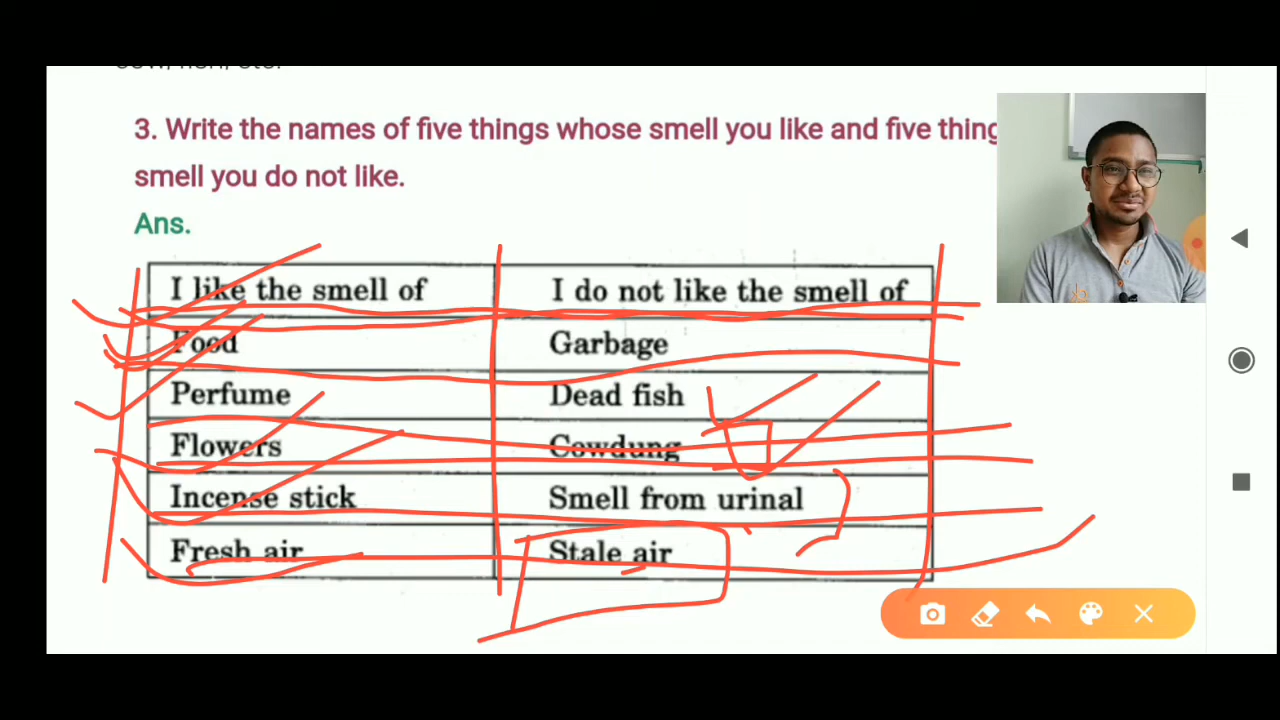 3. Write the names of five things whose smell you like and five thing
smell you do not like.
Ans.
I like the smell of I do not like the smell of
Food Garbage
Perfume Dead fish
Flowers Cowdung
Incense stick Smell from urinal
Fresh air Stale air